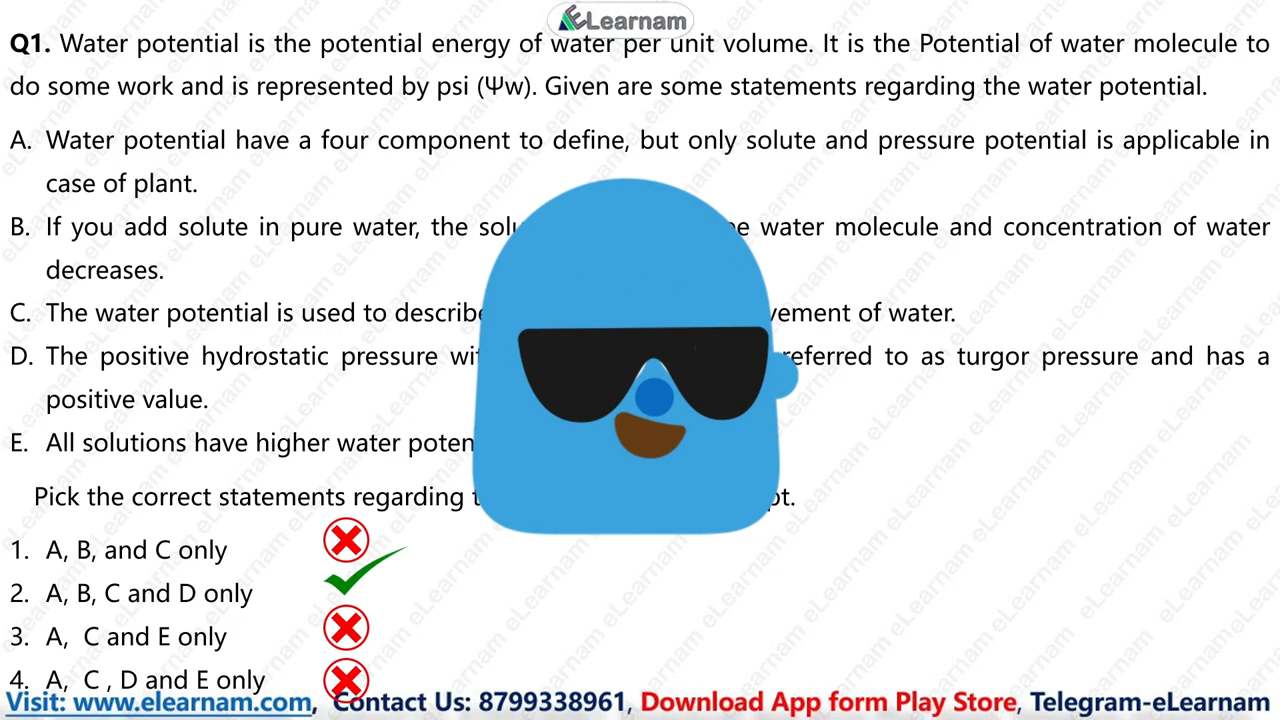 eLearnam
Q1. Water potential is the potential energy of water per unit volume. It is the Potential of water molecule to
do some work and is represented by psi (Ψw). Given are some statements regarding the water potential.
A. Water potential have a four component to define, but only solute and pressure potential is applicable in
case of plant.
B. If you add solute in pure water, the water molecule and concentration of water
decreases.
C. The water potential is used to describe of water.
D. The positive hydrostatic pressure referred to as turgor pressure and has a
positive value.
E. All solutions have higher water
Pick the correct statements regarding
1. A, B, and C only
2. A, B, C and D only
3. A, C and E only
4. A, C , D and E only
Visit: www.elearnam.com, Contact Us: 8799338961, Download App form Play Store, Telegram-eLearnam